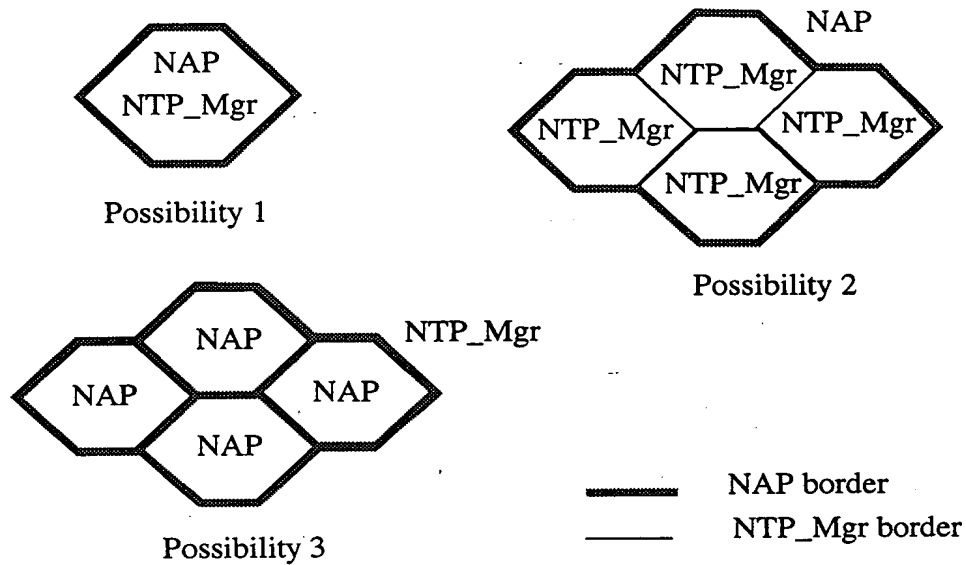 NAP
NTP_Mgr
Possibility 1
NAP
NTP_Mgr
NTP_Mgr
NTP_Mgr
NTP_Mgr
Possibility 2
NAP
NTP_Mgr
NAP
NAP
NAP
Possibility 3
NAP border
NTP_Mgr border